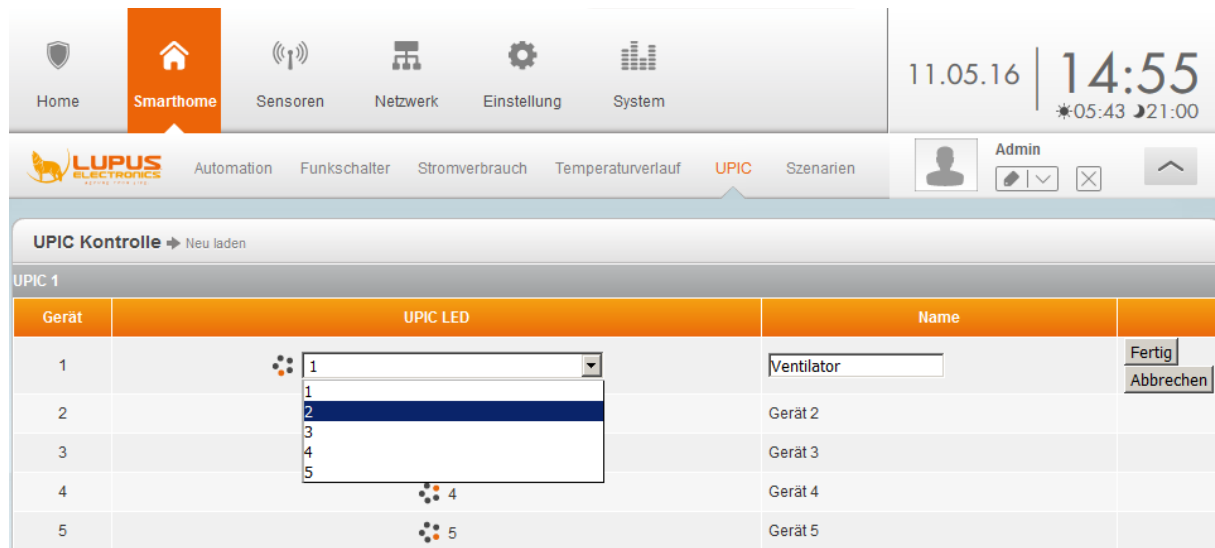 Home Smarthome Sensoren Netzwerk Einstellung System
11.05.16 14:55
05:43 21:00
LUPUS
ELECTRONICS
Automation Funkschalter Stromverbrauch Temperaturverlauf UPIC Szenarien
Admin
UPIC Kontrolle Neu laden
UPIC 1
Gerät UPIC LED Name
1 1 Ventilator Fertig
Abbrechen
1
2 2 Gerät 2
3 3 Gerät 3
4
5
4 4 Gerät 4
5 5 Gerät 5